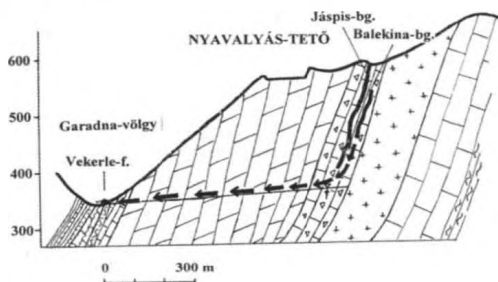 Jáspis-bg.
NYAVALYÁS-TETŐ
Balekina-bg.
600
500
Garadna-völgy
Vekerle-f.
400
300
0 300 m